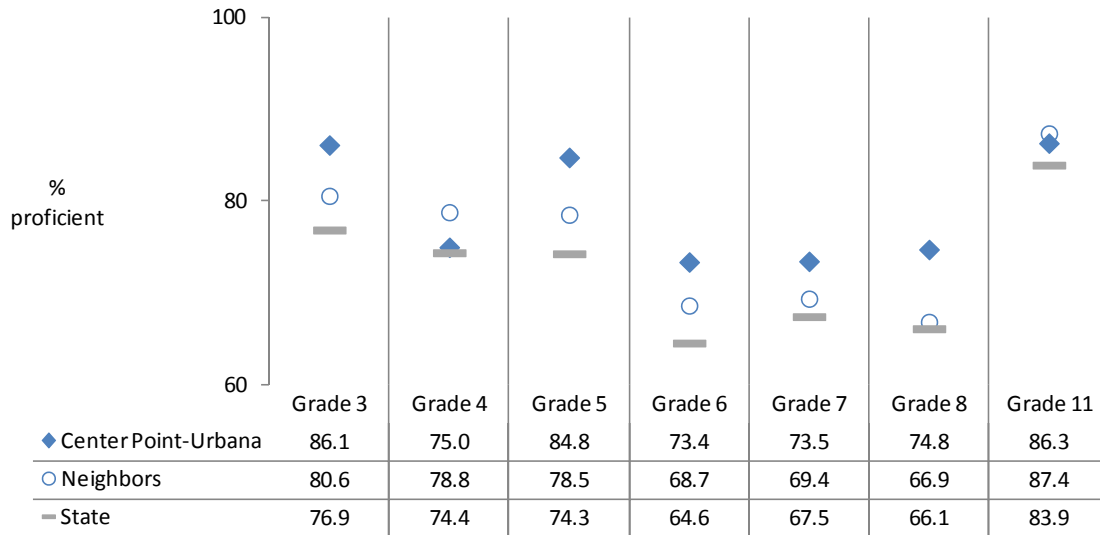 100
%
proficient
80
60
Grade 3 Grade 4 Grade 5 Grade 6 Grade 7 Grade 8 Grade 11
Center Point-Urbana 86.1 75.0 84.8 73.4 73.5 74.8 86.3
Neighbors 80.6 78.8 78.5 68.7 69.4 66.9 87.4
State 76.9 74.4 74.3 64.6 67.5 66.1 83.9